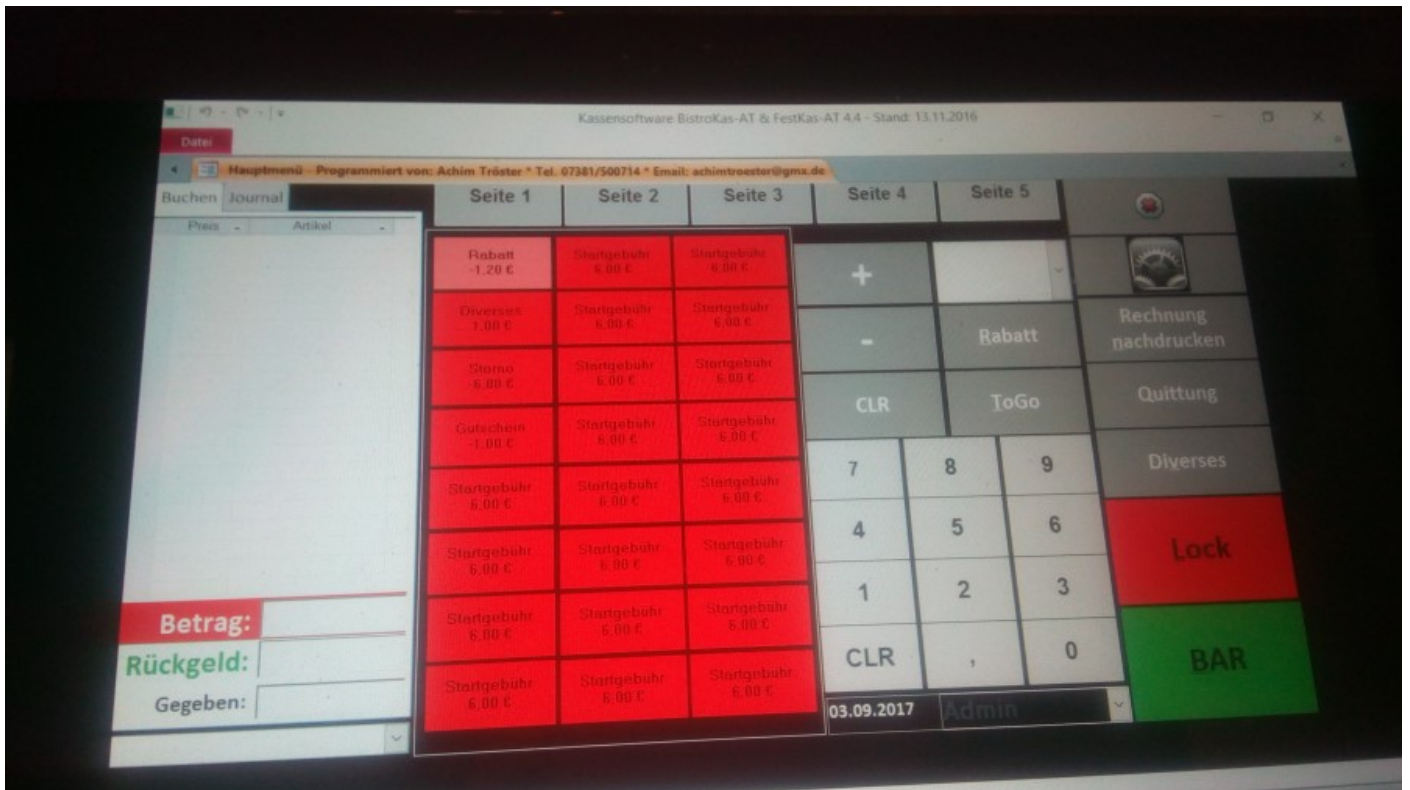 Kassensoftware BistroKas-AT & FestKas-AT 4.4 - Stand: 13.11.2016
Datei
Hauptmenü - Programmiert von: Achim Tröster * Tel. 07381/500714 * Email: achimtroester@gmx.de
Buchen Journal
Preis Artikel
Seite 1 Seite 2 Seite 3 Seite 4 Seite 5
Rabatt Startgebühr Startgebühr
-1.20 € 6,00 € 6,00 €
Diverses Startgebühr Startgebühr
1,00 € 6,00 € 6,00 €
Storno Startgebühr Startgebühr
-6,00 € 6,00 € 6,00 €
Gutschein Startgebühr Startgebühr
-1,00 € 6,00 € 6,00 €
Startgebühr Startgebühr Startgebühr
6,00 € 6,00 € 6,00 €
Startgebühr Startgebühr Startgebühr
6,00 € 6,00 € 6,00 €
Startgebühr Startgebühr Startgebühr
6,00 € 6,00 € 6,00 €
Startgebühr Startgebühr Startgebühr
6,00 € 6,00 € 6,00 €
+
- Rabatt
CLR ToGo
7 8 9
4 5 6
1 2 3
CLR , 0
03.09.2017 Admin
Rechnung
nachdrucken
Quittung
Diverses
Lock
BAR
Betrag:
Rückgeld:
Gegeben: